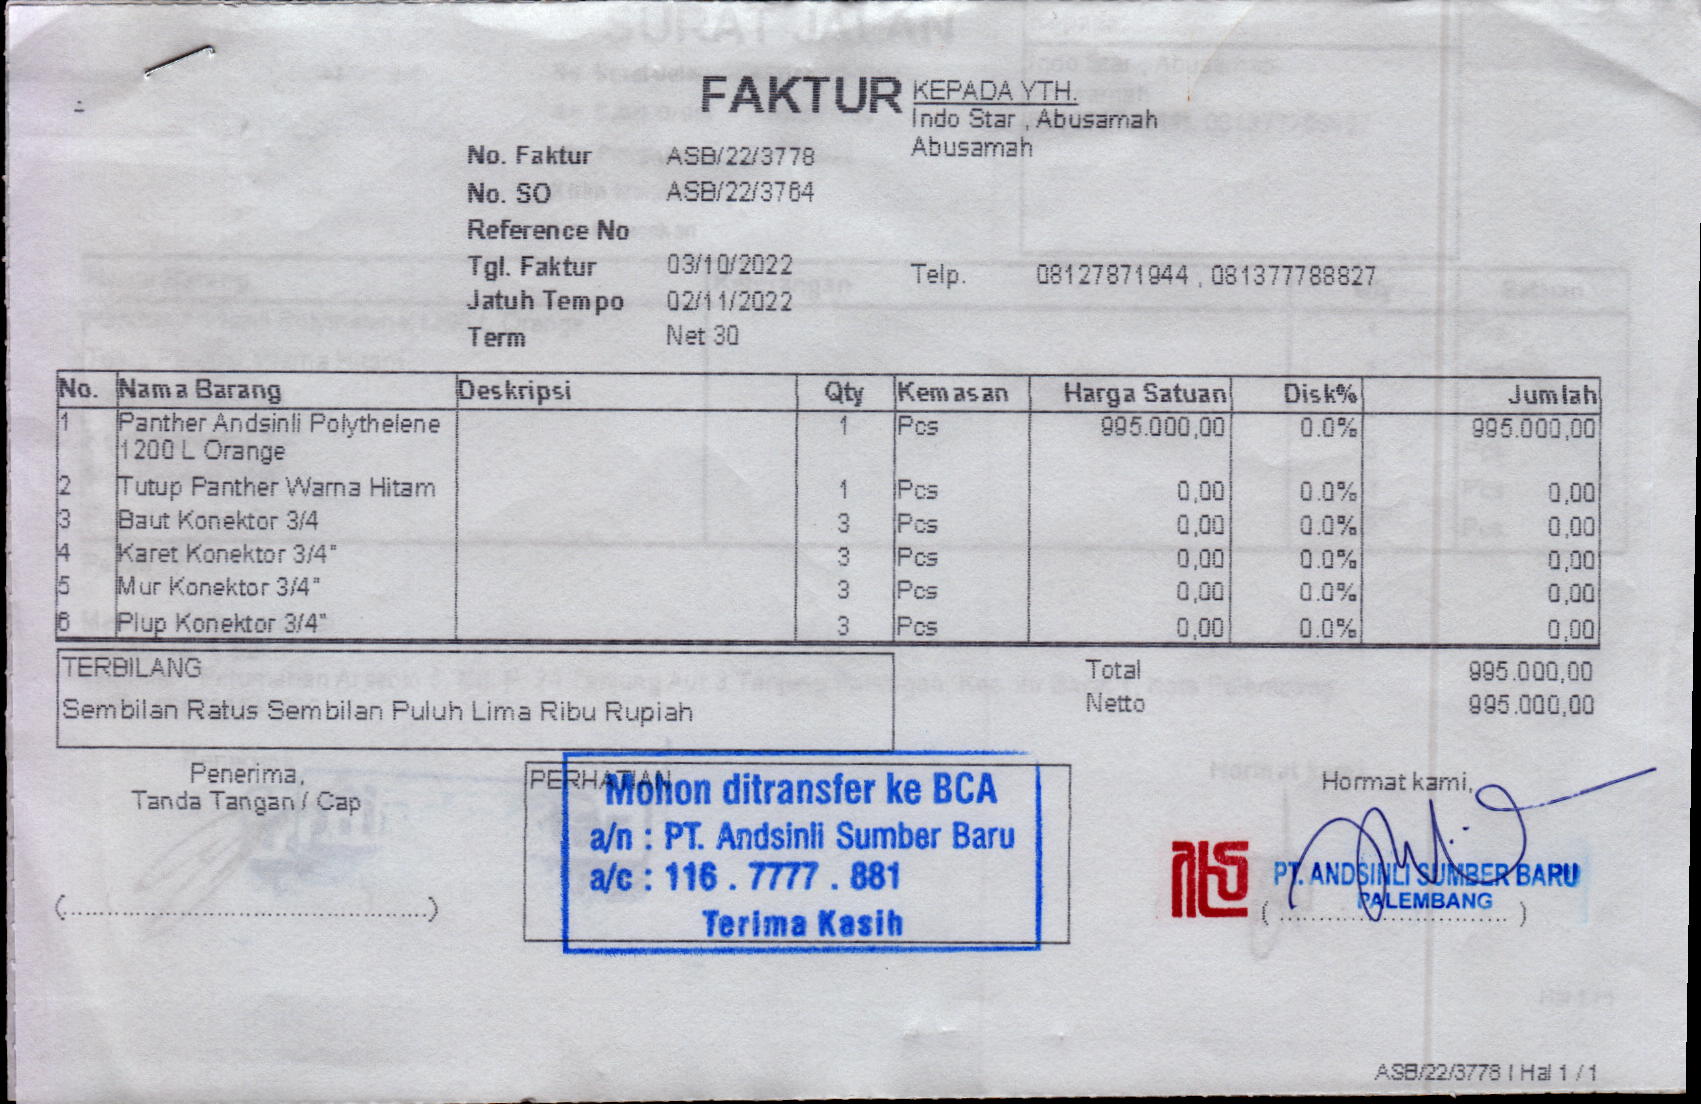 FAKTUR
KEPADA YTH.
Indo Star , Abusamah
Abusamah
No. Faktur ASB/22/3778
No. SO ASB/22/3764
Reference No
Tgl. Faktur 03/10/2022
Jatuh Tempo 02/11/2022
Term Net 30
Telp. 08127871944 , 081377788827
No. Nama Barang Deskripsi Qty Kemasan Harga Satuan Disk% Jumlah
1 Panther Andsinli Polythelene 1 Pcs 995.000,00 0.0% 995.000,00
1200 L Orange
2 Tutup Panther Warna Hitam 1 Pcs 0,00 0.0% 0,00
3 Baut Konektor 3/4 3 Pcs 0,00 0.0% 0,00
4 Karet Konektor 3/4" 3 Pcs 0,00 0.0% 0,00
5 Mur Konektor 3/4" 3 Pcs 0,00 0.0% 0,00
6 Plup Konektor 3/4" 3 Pcs 0,00 0.0% 0,00
TERBILANG
Sembilan Ratus Sembilan Puluh Lima Ribu Rupiah
Total 995.000,00
Netto 995.000,00
Penerima,
Tanda Tangan / Cap
(..............................................)
PERHATIAN
Mohon ditransfer ke BCA
a/n : PT. Andsinli Sumber Baru
a/c : 116 . 7777 . 881
Terima Kasih
Hormat kami,
PT. ANDSINLI SUMBER BARU
PALEMBANG
( ................................ )
ASB/22/3778 | Hal 1 / 1